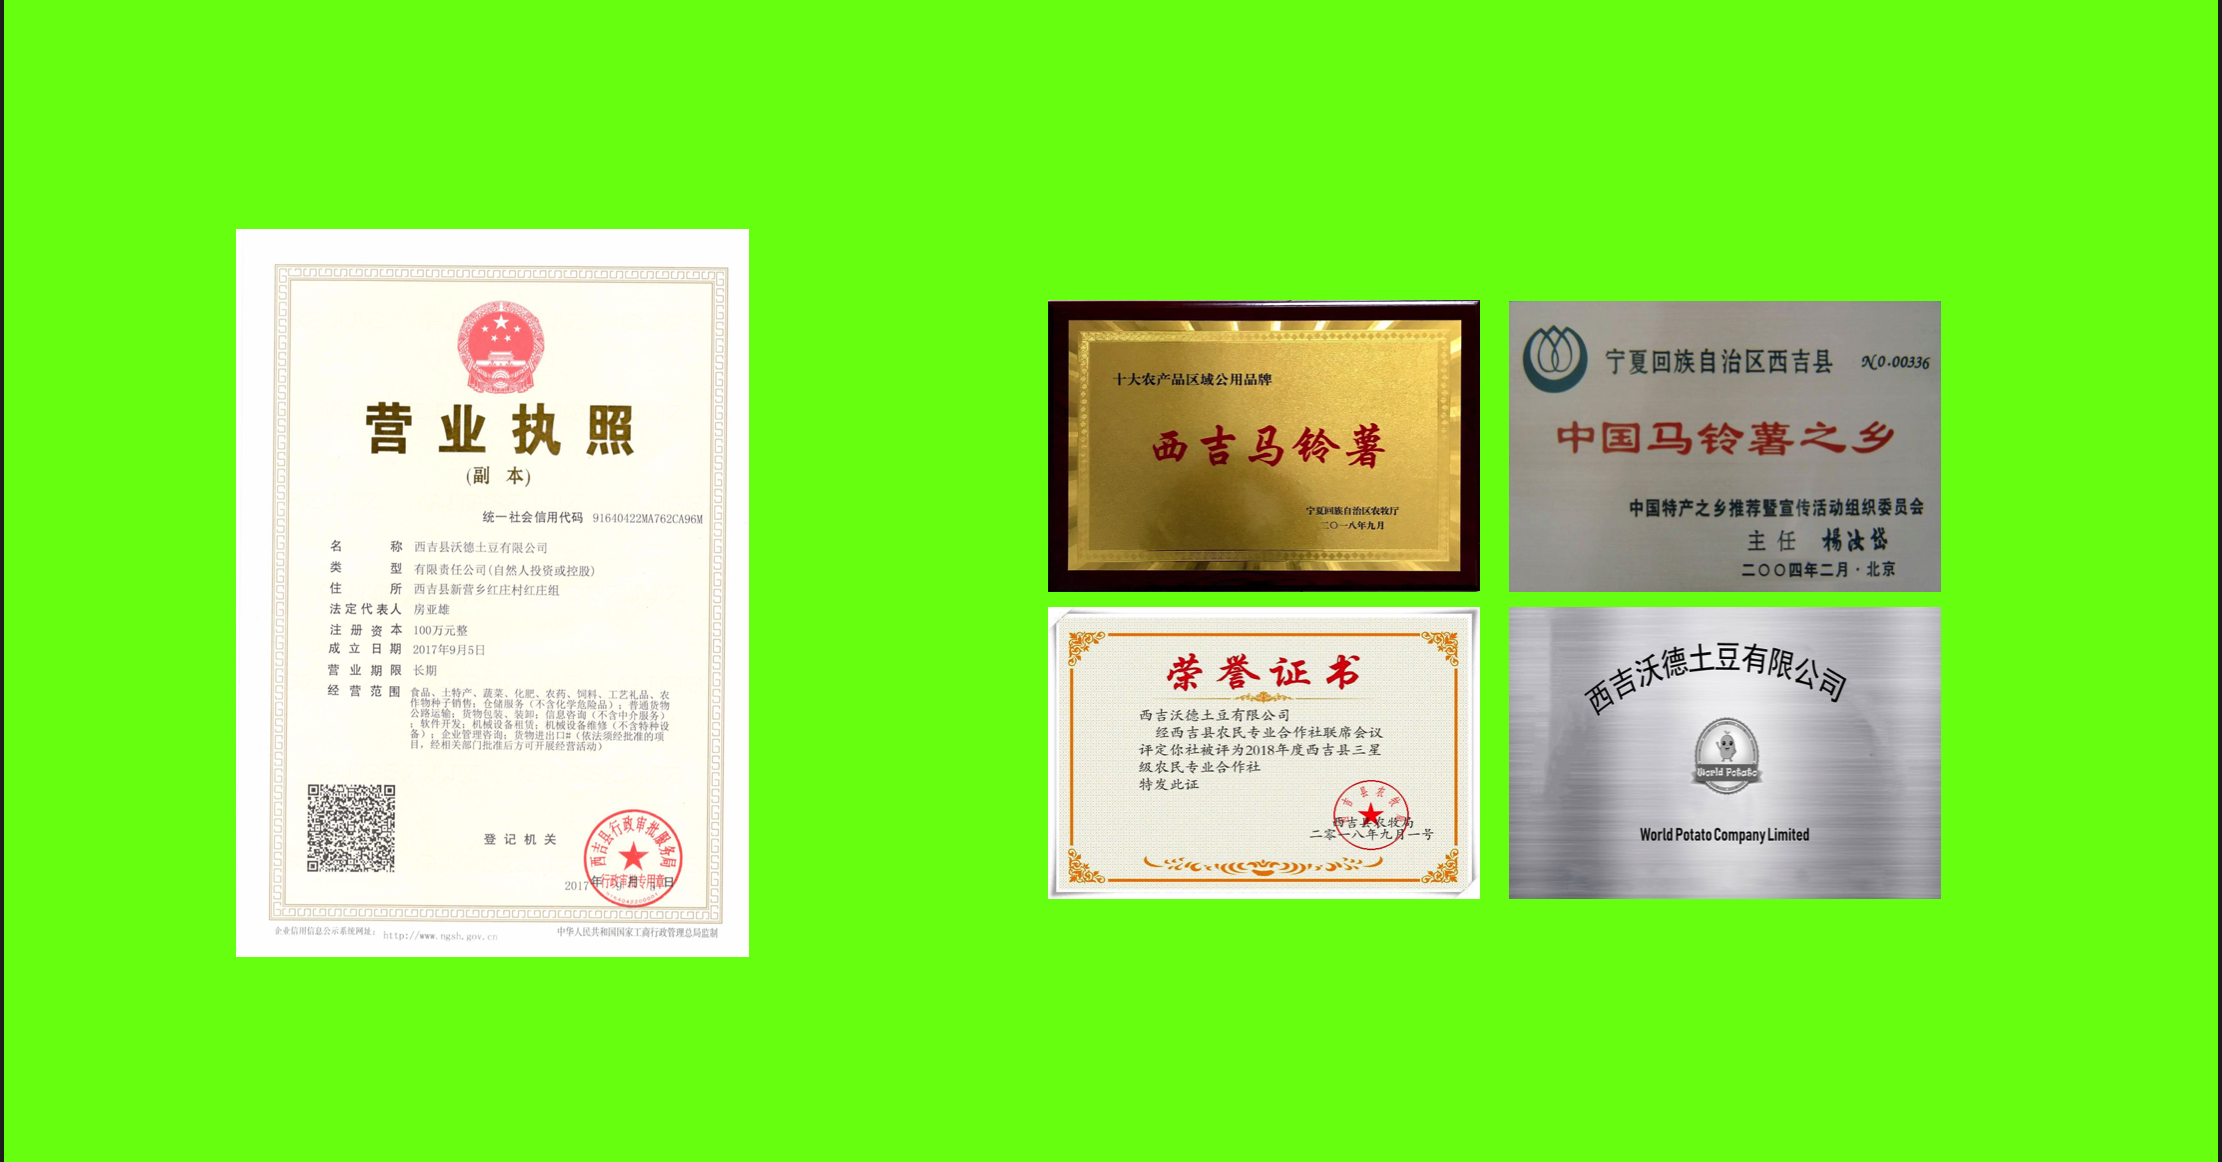 营业执照
(副 本)
统一社会信用代码 91640422MA762CA96M
名 称 西吉县沃德土豆有限公司
类 型 有限责任公司(自然人投资或控股)
住 所 西吉县新营乡红庄村红庄组
法定代表人 房亚雄
注册资本 100万元整
成立日期 2017年9月5日
营业期限 长期
经营范围 食品、土特产、蔬菜、化肥、农药、饲料、工艺礼品、农
作物种子销售；仓储服务（不含化学危险品）；普通货物
公路运输；货物包装、装卸；信息咨询（不含中介服务）
；软件开发；机械设备租赁；机械设备维修（不含特种设
备）；企业管理咨询；货物进出口#（依法须经批准的项
目，经相关部门批准后方可开展经营活动）
登记机关
西吉县行政审批服务局
行政审批专用章
2017年 9月 日
企业信用信息公示系统网址： http://www.ngsh.gov.cn
中华人民共和国国家工商行政管理总局监制
十大农产品区域公用品牌
西吉马铃薯
宁夏回族自治区农牧厅
二〇一八年九月
宁夏回族自治区西吉县 No.00336
中国马铃薯之乡
中国特产之乡推荐暨宣传活动组织委员会
主 任 杨汝岱
二〇〇四年二月·北京
荣誉证书
西吉沃德土豆有限公司
经西吉县农民专业合作社联席会议
评定你社被评为2018年度西吉县三星
级农民专业合作社
特发此证
西吉县农牧局
二零一八年九月一号
西吉沃德土豆有限公司
World Potato
World Potato Company Limited